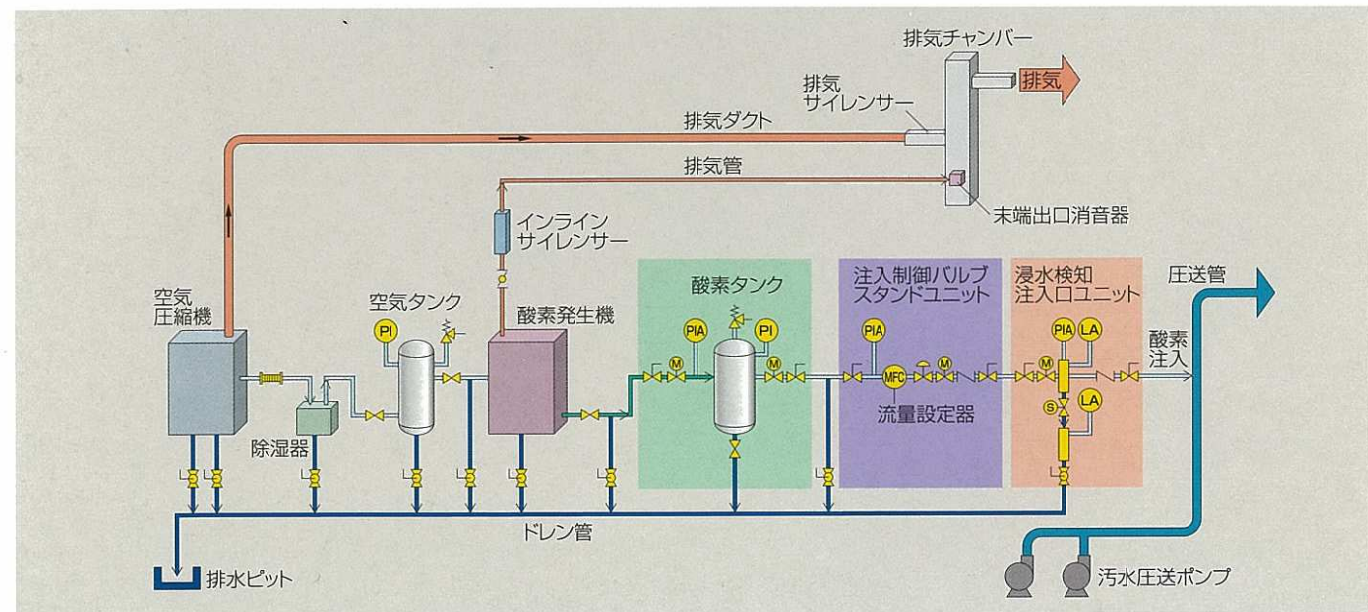 排気チャンバー
排気
排気
サイレンサー
排気ダクト
排気管
末端出口消音器
インライン
サイレンサー
空気
圧縮機
空気タンク
酸素発生機
酸素タンク
注入制御バルブ
スタンドユニット
浸水検知
注入口ユニット
圧送管
PI
PIA
PI
PIA
PIA
LA
酸素
注入
M
M
MFC
M
M
流量設定器
S
LA
除湿器
ドレン管
排水ピット
汚水圧送ポンプ